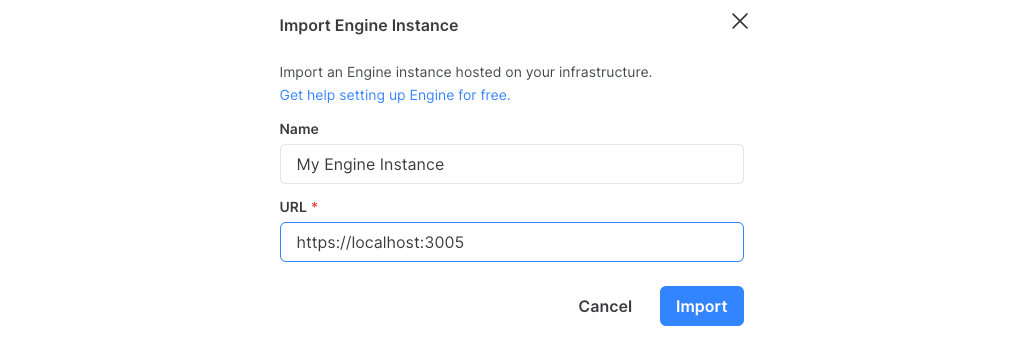 Import Engine Instance
Import an Engine instance hosted on your infrastructure.
Get help setting up Engine for free.
Name
My Engine Instance
URL *
https://localhost:3005
Cancel
Import